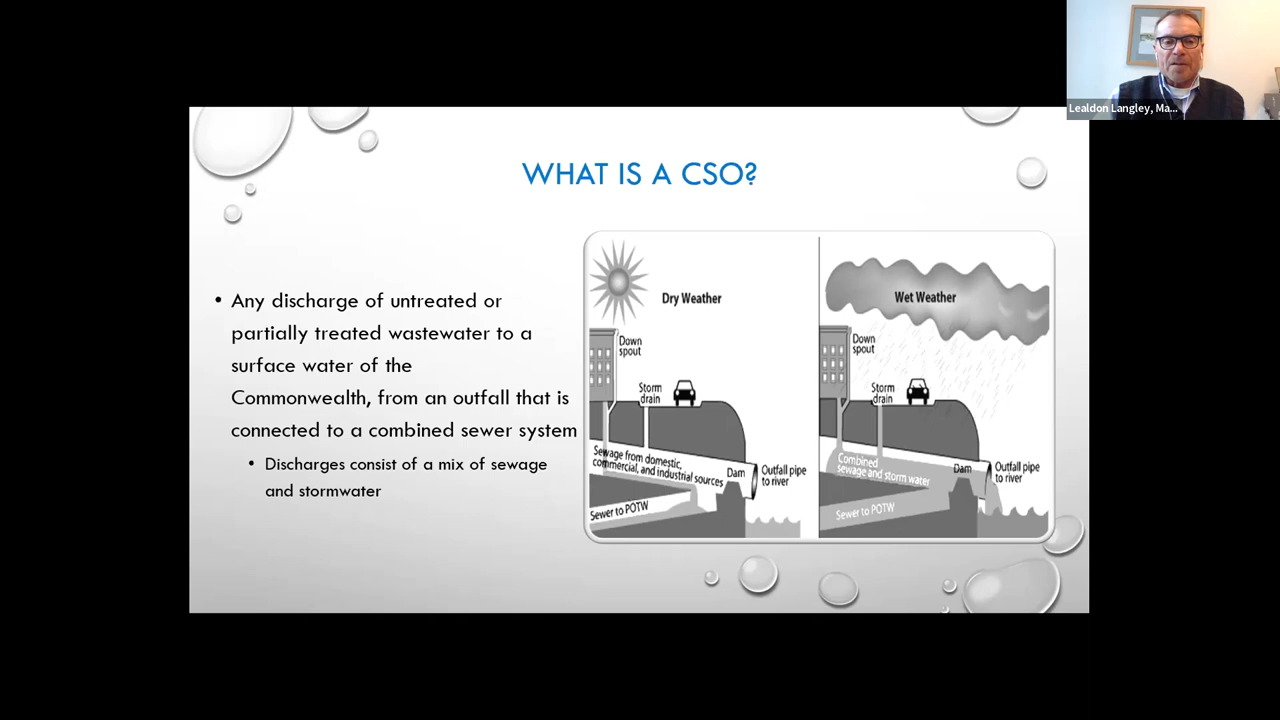 Lealdon Langley, Ma...
WHAT IS A CSO?
• Any discharge of untreated or
partially treated wastewater to a
surface water of the
Commonwealth, from an outfall that is
connected to a combined sewer system
• Discharges consist of a mix of sewage
and stormwater
Dry Weather
Down
spout
Storm
drain
Sewage from domestic,
commercial, and industrial sources
Dam
Outfall pipe
to river
Sewer to POTW
Wet Weather
Down
spout
Storm
drain
Combined
sewage and storm water
Dam
Outfall pipe
to river
Sewer to POTW